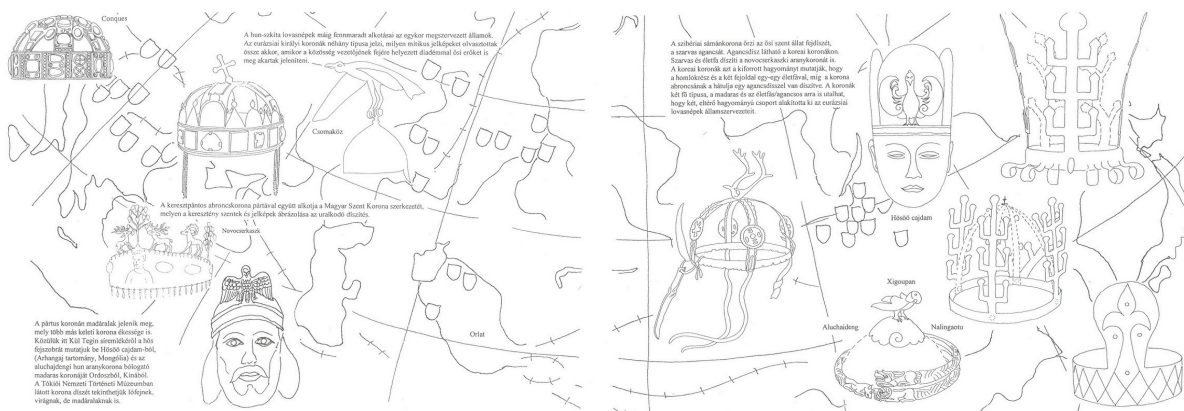 Conques
A hun-szkíta lovasnépek máig fennmaradt alkotásai az egykor megszervezett államok.
Az eurázsiai királyi koronák néhány típusa jelzi, milyen mitikus jelképeket olvasztottak
össze akkor, amikor a közösség vezetőjének fejére helyezett diadémmal ősi erőket is
meg akartak jeleníteni.
Csomaköz
A keresztpántos abroncskorona pártával együtt alkotja a Magyar Szent Korona szerkezetét,
melyen a keresztény szentek és jelképek ábrázolása az uralkodó díszítés.
Novocserkaszk
A pártus koronán madáralak jelenik meg,
mely több más keleti korona ékessége is.
Közülük itt Kül Tegin síremlékéről a hős
fejszobrát mutatjuk be Hösöö cajdam-ból,
(Arhangaj tartomány, Mongólia) és az
aluchajdengi hun aranykorona bólogató
madaras koronáját Ordoszból, Kínából.
A Tókiói Nemzeti Történeti Múzeumban
látott korona díszét tekinthetjük lófejnek,
virágnak, de madáralaknak is.
Orlat
A szibériai sámánkorona őrzi az ősi szent állat fejdíszét,
a szarvas agancsát. Agancsdísz látható a koreai koronákon.
Szarvas és életfa díszíti a novocserkaszki aranykoronát is.
A koreai koronák azt a kiforrott hagyományt mutatják, hogy
a homlokrész és a két fejoldal egy-egy életfával, míg a korona
abroncsának a hátulja egy agancsdísszel van díszítve. A koronák
két fő típusa, a madaras és az életfás/agancsos arra is utalhat,
hogy két, eltérő hagyományú csoport alakította ki az eurázsiai
lovasnépek államszervezeteit.
Hösöö cajdam
Xigoupan
Aluchaideng
Nalingaotu